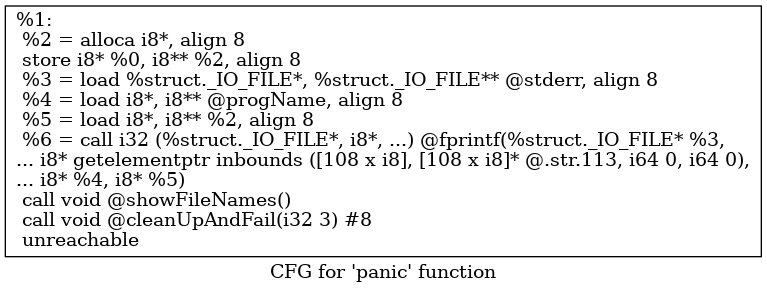 %1:
%2 = alloca i8*, align 8
store i8* %0, i8** %2, align 8
%3 = load %struct._IO_FILE*, %struct._IO_FILE** @stderr, align 8
%4 = load i8*, i8** @progName, align 8
%5 = load i8*, i8** %2, align 8
%6 = call i32 (%struct._IO_FILE*, i8*, ...) @fprintf(%struct._IO_FILE* %3,
... i8* getelementptr inbounds ([108 x i8], [108 x i8]* @.str.113, i64 0, i64 0),
... i8* %4, i8* %5)
call void @showFileNames()
call void @cleanUpAndFail(i32 3) #8
unreachable
CFG for 'panic' function